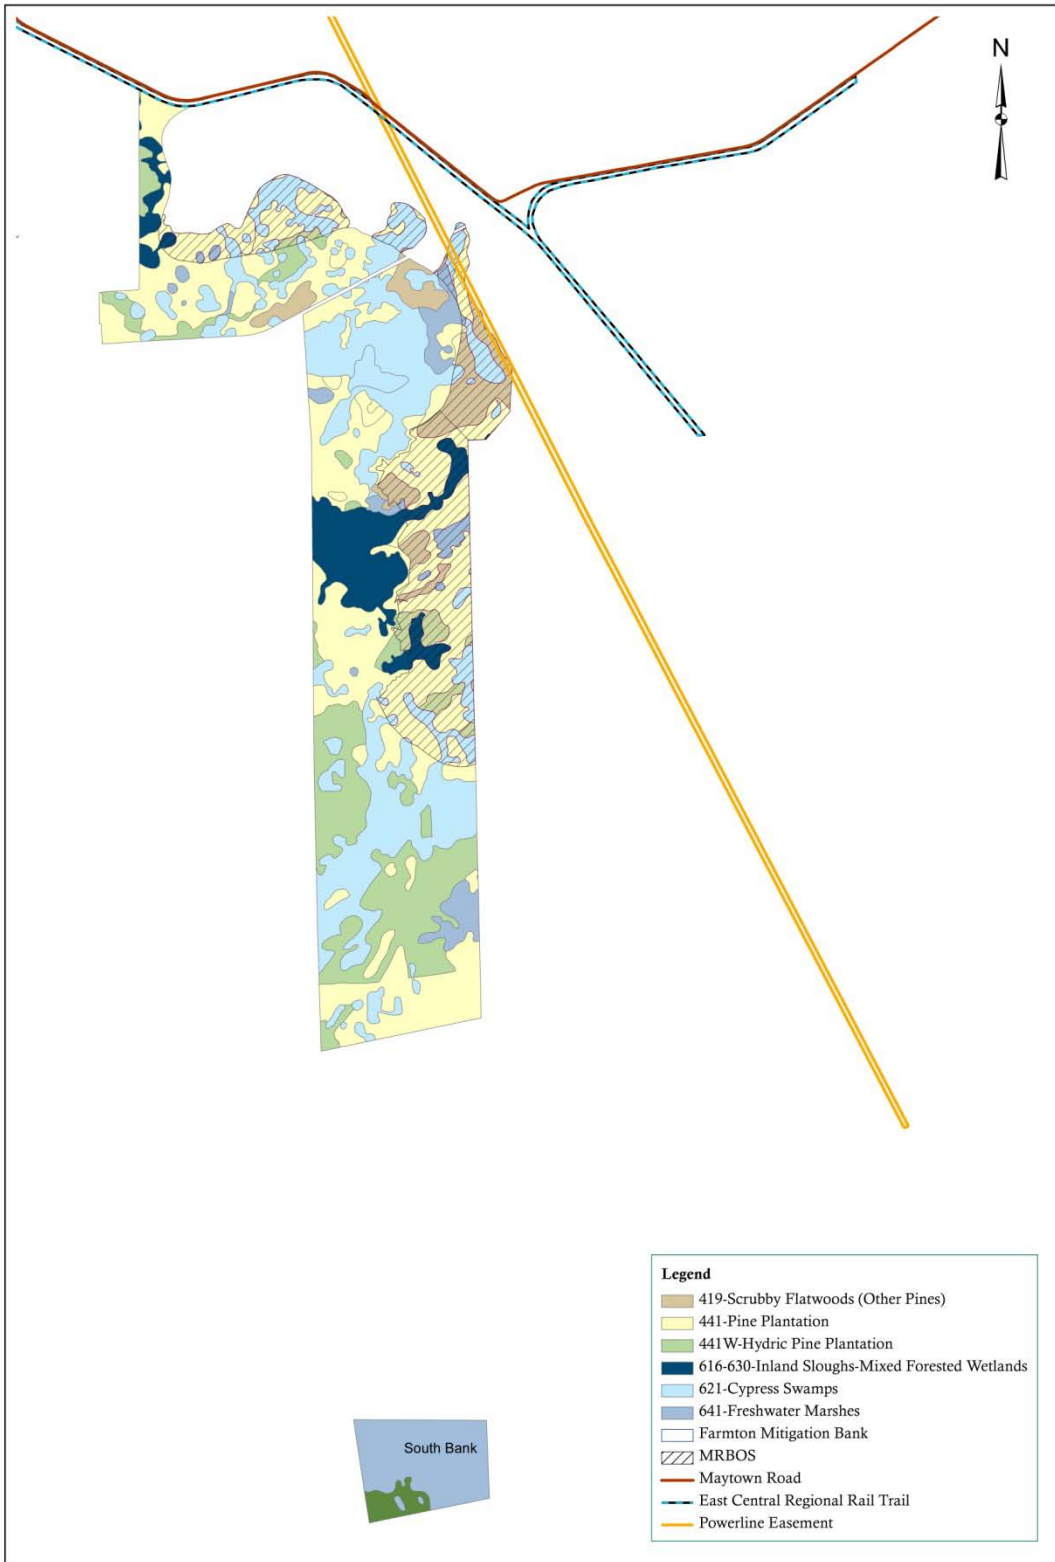 N
Legend
419-Scrubby Flatwoods (Other Pines)
441-Pine Plantation
441W-Hydric Pine Plantation
616-630-Inland Sloughs-Mixed Forested Wetlands
621-Cypress Swamps
641-Freshwater Marshes
Farmton Mitigation Bank
MRBOS
Maytown Road
East Central Regional Rail Trail
Powerline Easement
South Bank